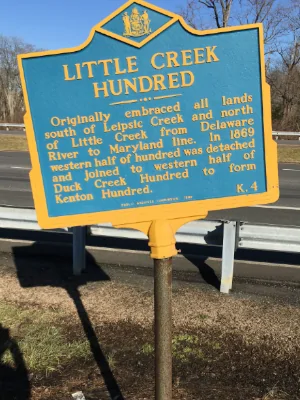 LITTLE CREEK
HUNDRED
Originally embraced all lands
south of Leipsic Creek and north
of Little Creek from Delaware
River to Maryland line. In 1869
western half of hundred was detached
and joined to western half of
Duck Creek Hundred to form
Kenton Hundred. K. 4